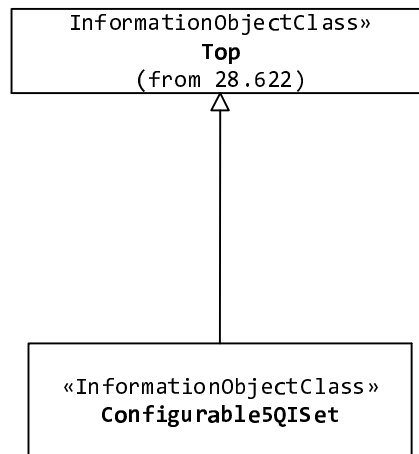 InformationObjectClass»
Top
(from 28.622)
«InformationObjectClass»
Configurable5QISet